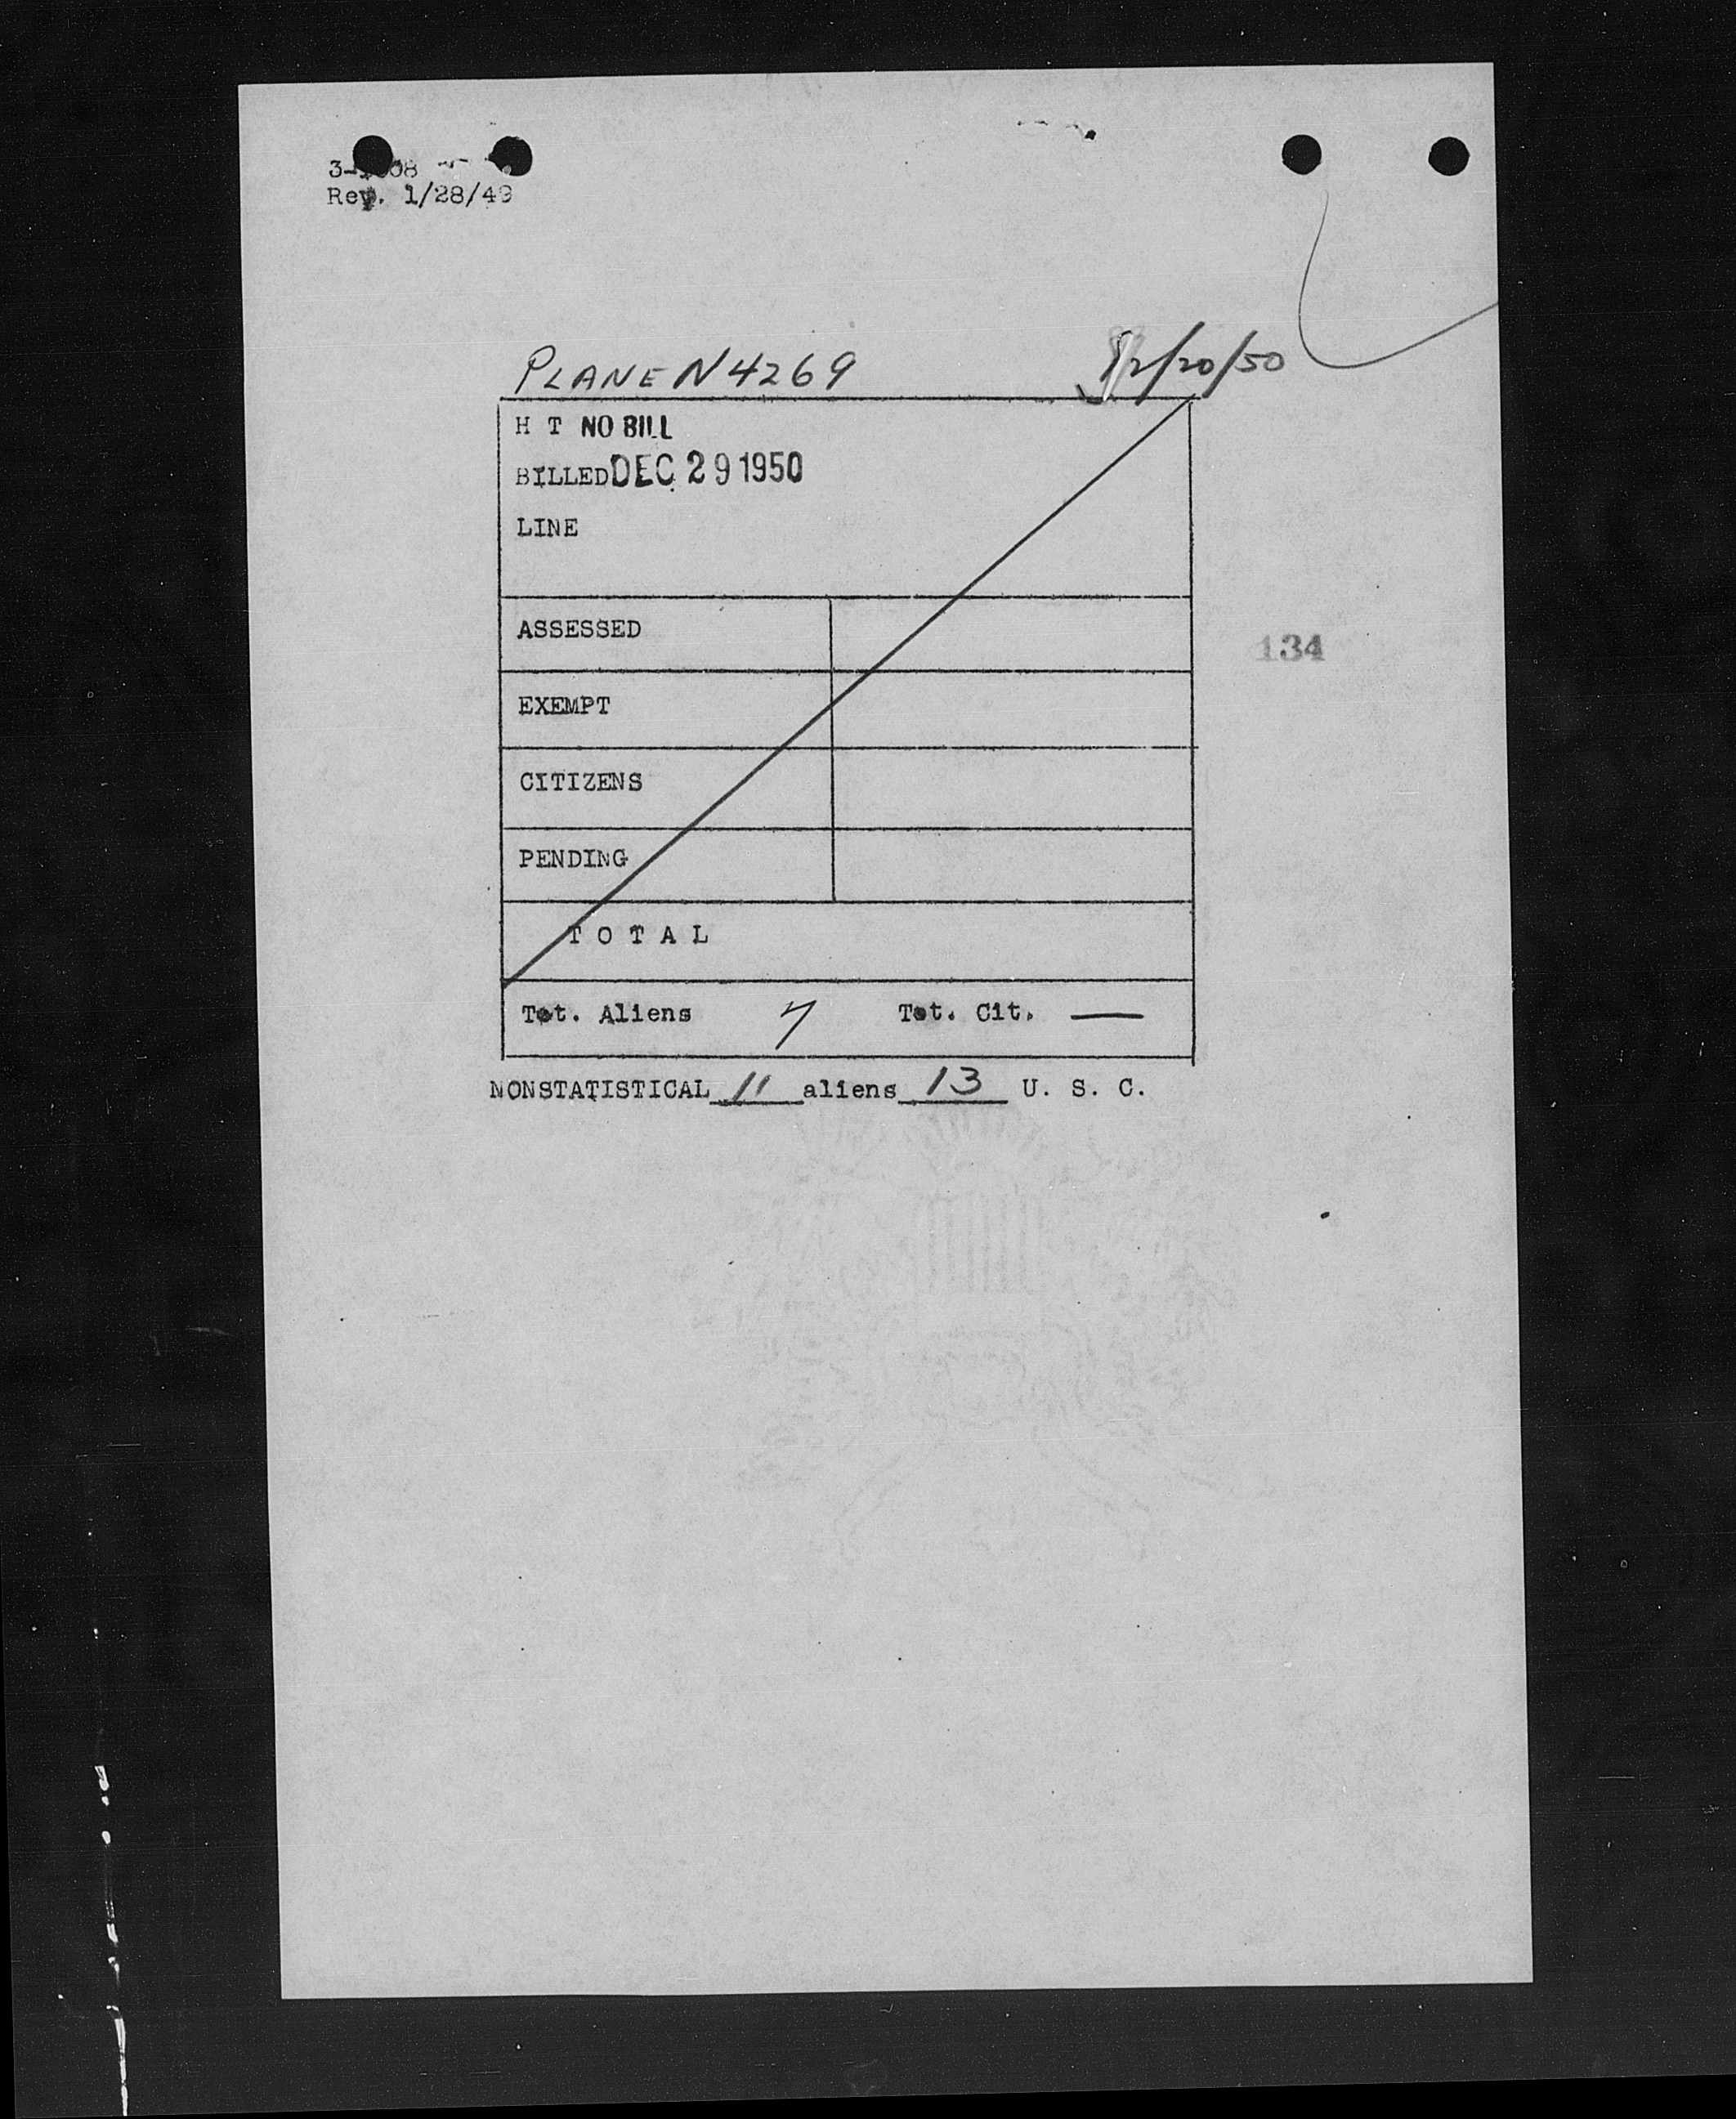 Rev. 1/28/49
PLANE N4269 12/20/50
H T NO BILL
BILLED DEC 29 1950
LINE
ASSESSED
134
EXEMPT
CITIZENS
PENDING
T O T A L
Tot. Aliens 7 Tot. Cit. —
NONSTATISTICAL 11 aliens 13 U. S. C.